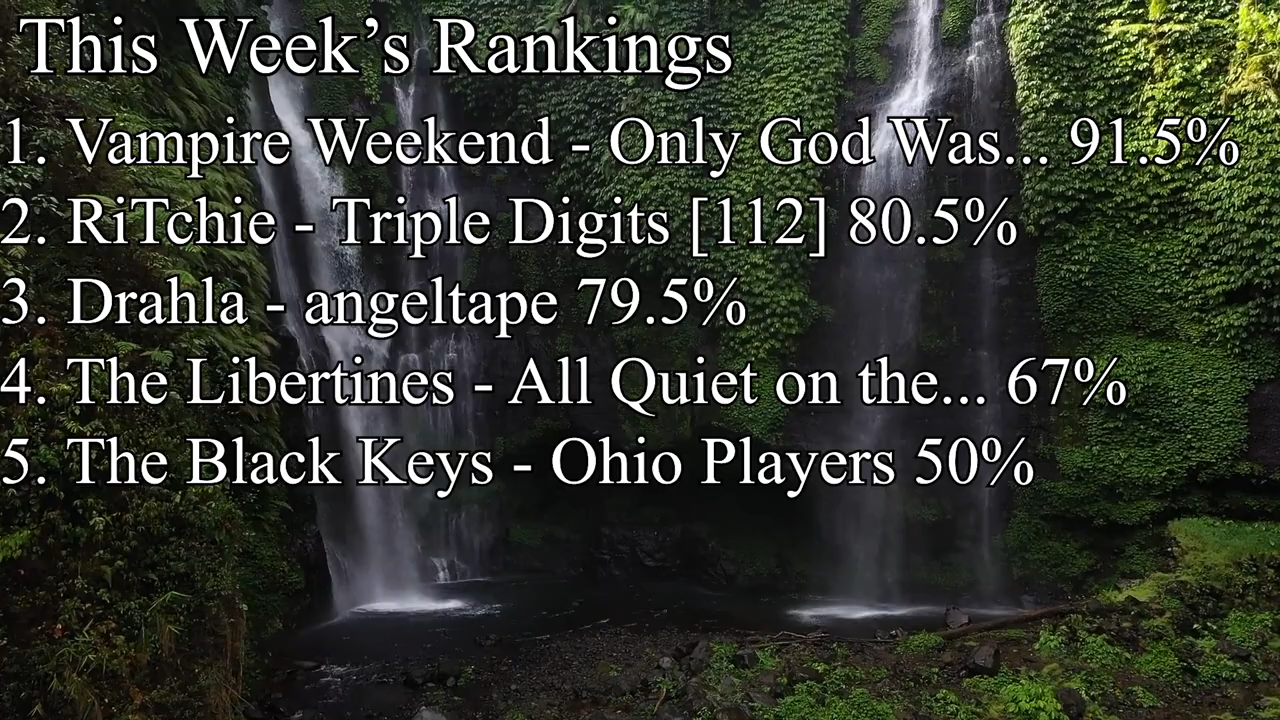 This Week’s Rankings
1. Vampire Weekend - Only God Was... 91.5%
2. RiTchie - Triple Digits [112] 80.5%
3. Drahla - angeltape 79.5%
4. The Libertines - All Quiet on the... 67%
5. The Black Keys - Ohio Players 50%